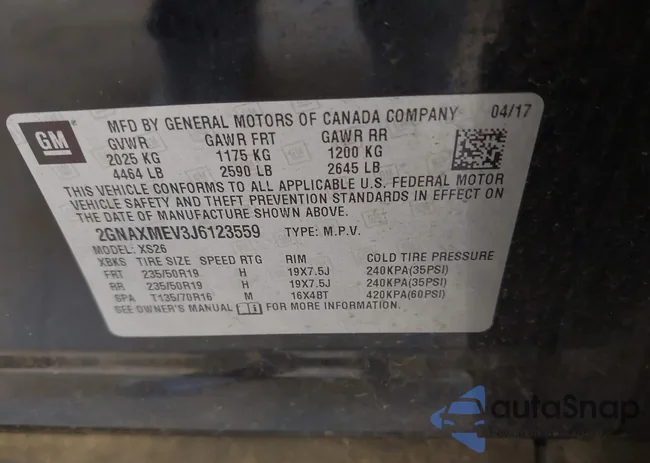 GM
MFD BY GENERAL MOTORS OF CANADA COMPANY 04/17
GVWR GAWR FRT GAWR RR
2025 KG 1175 KG 1200 KG
4464 LB 2590 LB 2645 LB
THIS VEHICLE CONFORMS TO ALL APPLICABLE U.S. FEDERAL MOTOR
VEHICLE SAFETY AND THEFT PREVENTION STANDARDS IN EFFECT ON
THE DATE OF MANUFACTURE SHOWN ABOVE.
2GNAXMEV3J6123559 TYPE: M.P.V.
MODEL: XS26
XBKS TIRE SIZE SPEED RTG RIM COLD TIRE PRESSURE
FRT 235/50R19 H 19X7.5J 240KPA(35PSI)
RR 235/50R19 H 19X7.5J 240KPA(35PSI)
SPA T135/70R16 M 16X4BT 420KPA(60PSI)
SEE OWNER'S MANUAL FOR MORE INFORMATION.
autoSnap